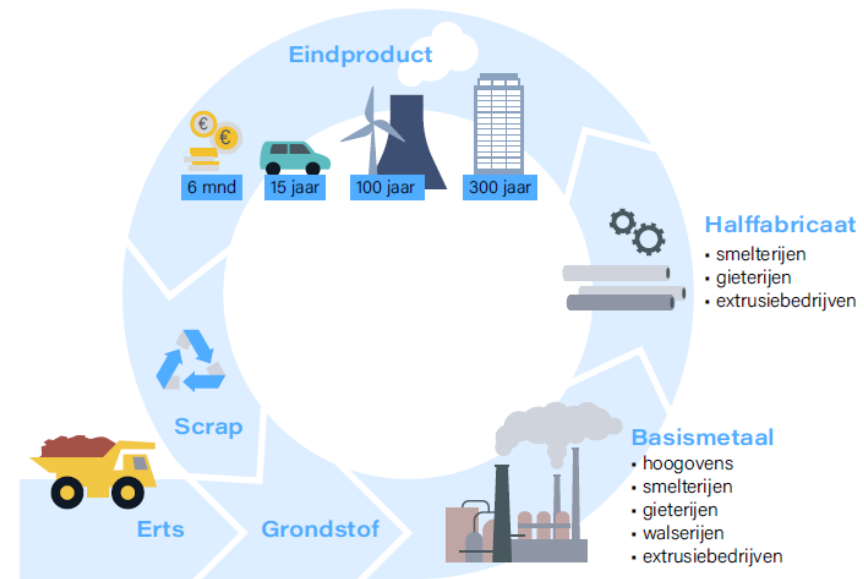 Eindproduct
€
€
6 mnd
15 jaar
100 jaar
300 jaar
Halffabricaat
▪ smelterijen
▪ gieterijen
▪ extrusiebedrijven
Scrap
Basismetaal
▪ hoogovens
▪ smelterijen
▪ gieterijen
▪ walserijen
▪ extrusiebedrijven
Erts
Grondstof